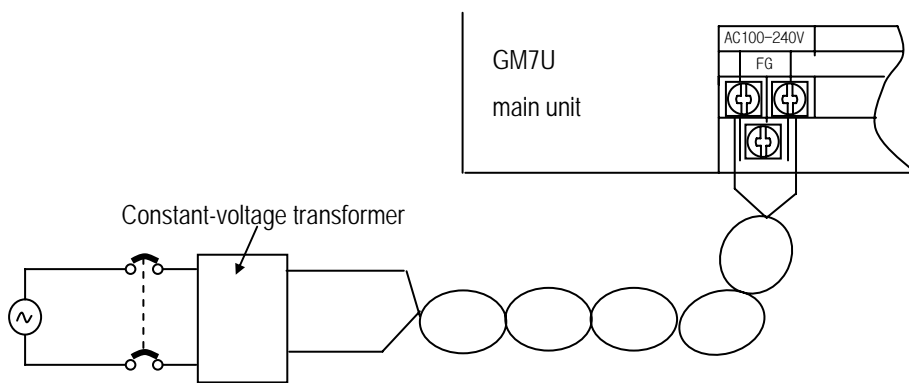 AC100-240V
GM7U
FG
main unit
Constant-voltage transformer